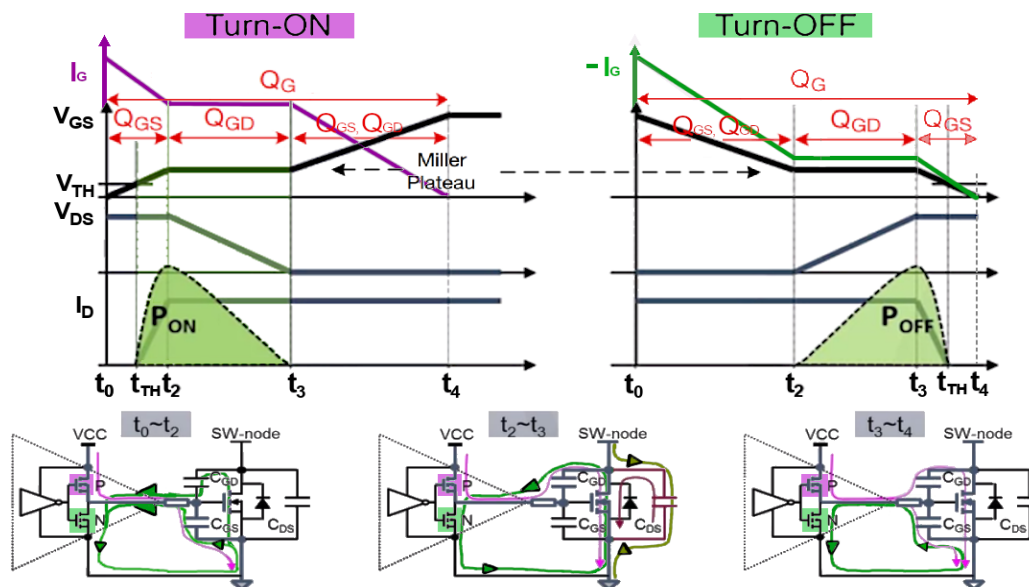 Turn-ON
Turn-OFF
IG
- IG
QG
QG
VGS
QGS
QGD
QGS, QGD
QGS, QGD
QGD
QGS
VTH
Miller
Plateau
VDS
ID
PON
POFF
t0
tTH
t2
t3
t4
t0
t2
t3
tTH
t4
t0~t2
t2~t3
t3~t4
VCC
SW-node
VCC
SW-node
VCC
SW-node
P
CGD
P
CGD
P
CGD
N
CGS
CDS
N
CGS
CDS
N
CGS
CDS